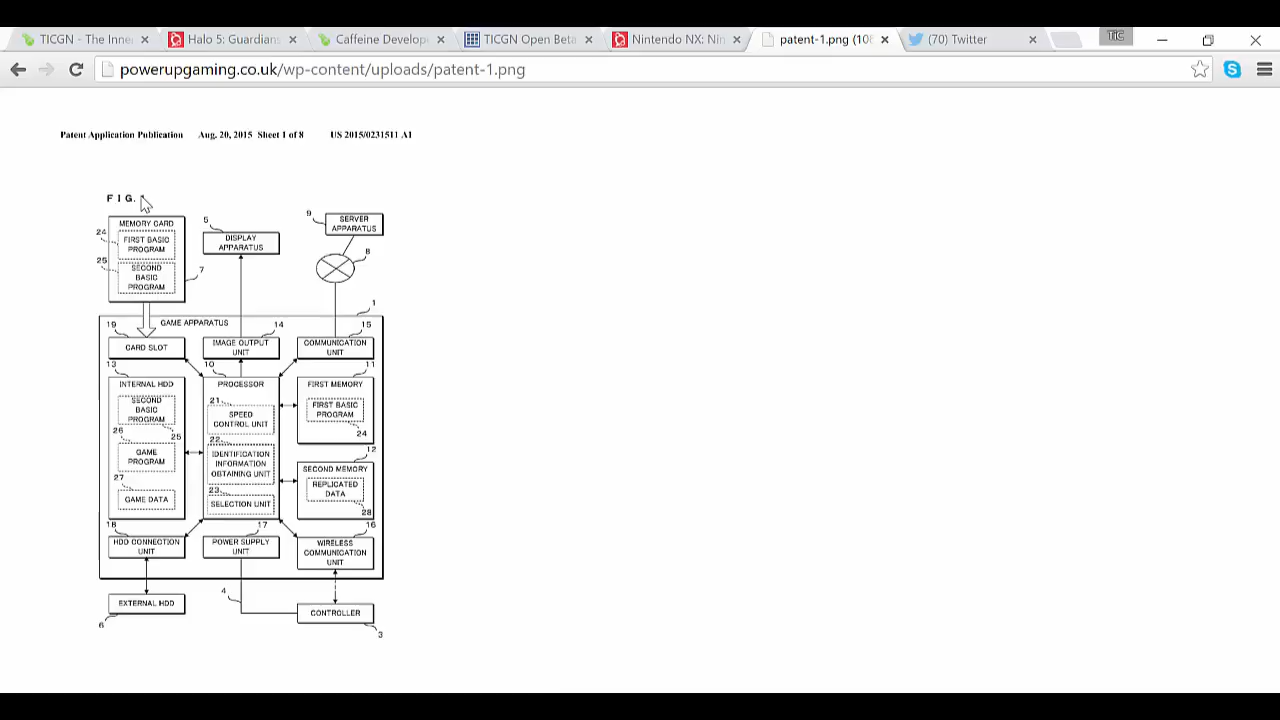 TICGN - The Inne
Halo 5: Guardians
Caffeine Develop
TICGN Open Beta
Nintendo NX: Nin
patent-1.png (108
(70) Twitter
TiC
powerupgaming.co.uk/wp-content/uploads/patent-1.png
Patent Application Publication Aug. 20, 2015 Sheet 1 of 8 US 2015/0231511 A1
FIG.
MEMORY CARD
24
FIRST BASIC
PROGRAM
25
SECOND
BASIC
PROGRAM
7
5
DISPLAY
APPARATUS
9
SERVER
APPARATUS
8
1
GAME APPARATUS
19
CARD SLOT
14
IMAGE OUTPUT
UNIT
15
COMMUNICATION
UNIT
13
INTERNAL HDD
SECOND
BASIC
PROGRAM
25
26
GAME
PROGRAM
27
GAME DATA
10
PROCESSOR
21
SPEED
CONTROL UNIT
22
IDENTIFICATION
INFORMATION
OBTAINING UNIT
23
SELECTION UNIT
11
FIRST MEMORY
FIRST BASIC
PROGRAM
24
12
SECOND MEMORY
REPLICATED
DATA
28
18
HDD CONNECTION
UNIT
17
POWER SUPPLY
UNIT
16
WIRELESS
COMMUNICATION
UNIT
EXTERNAL HDD
6
4
CONTROLLER
3